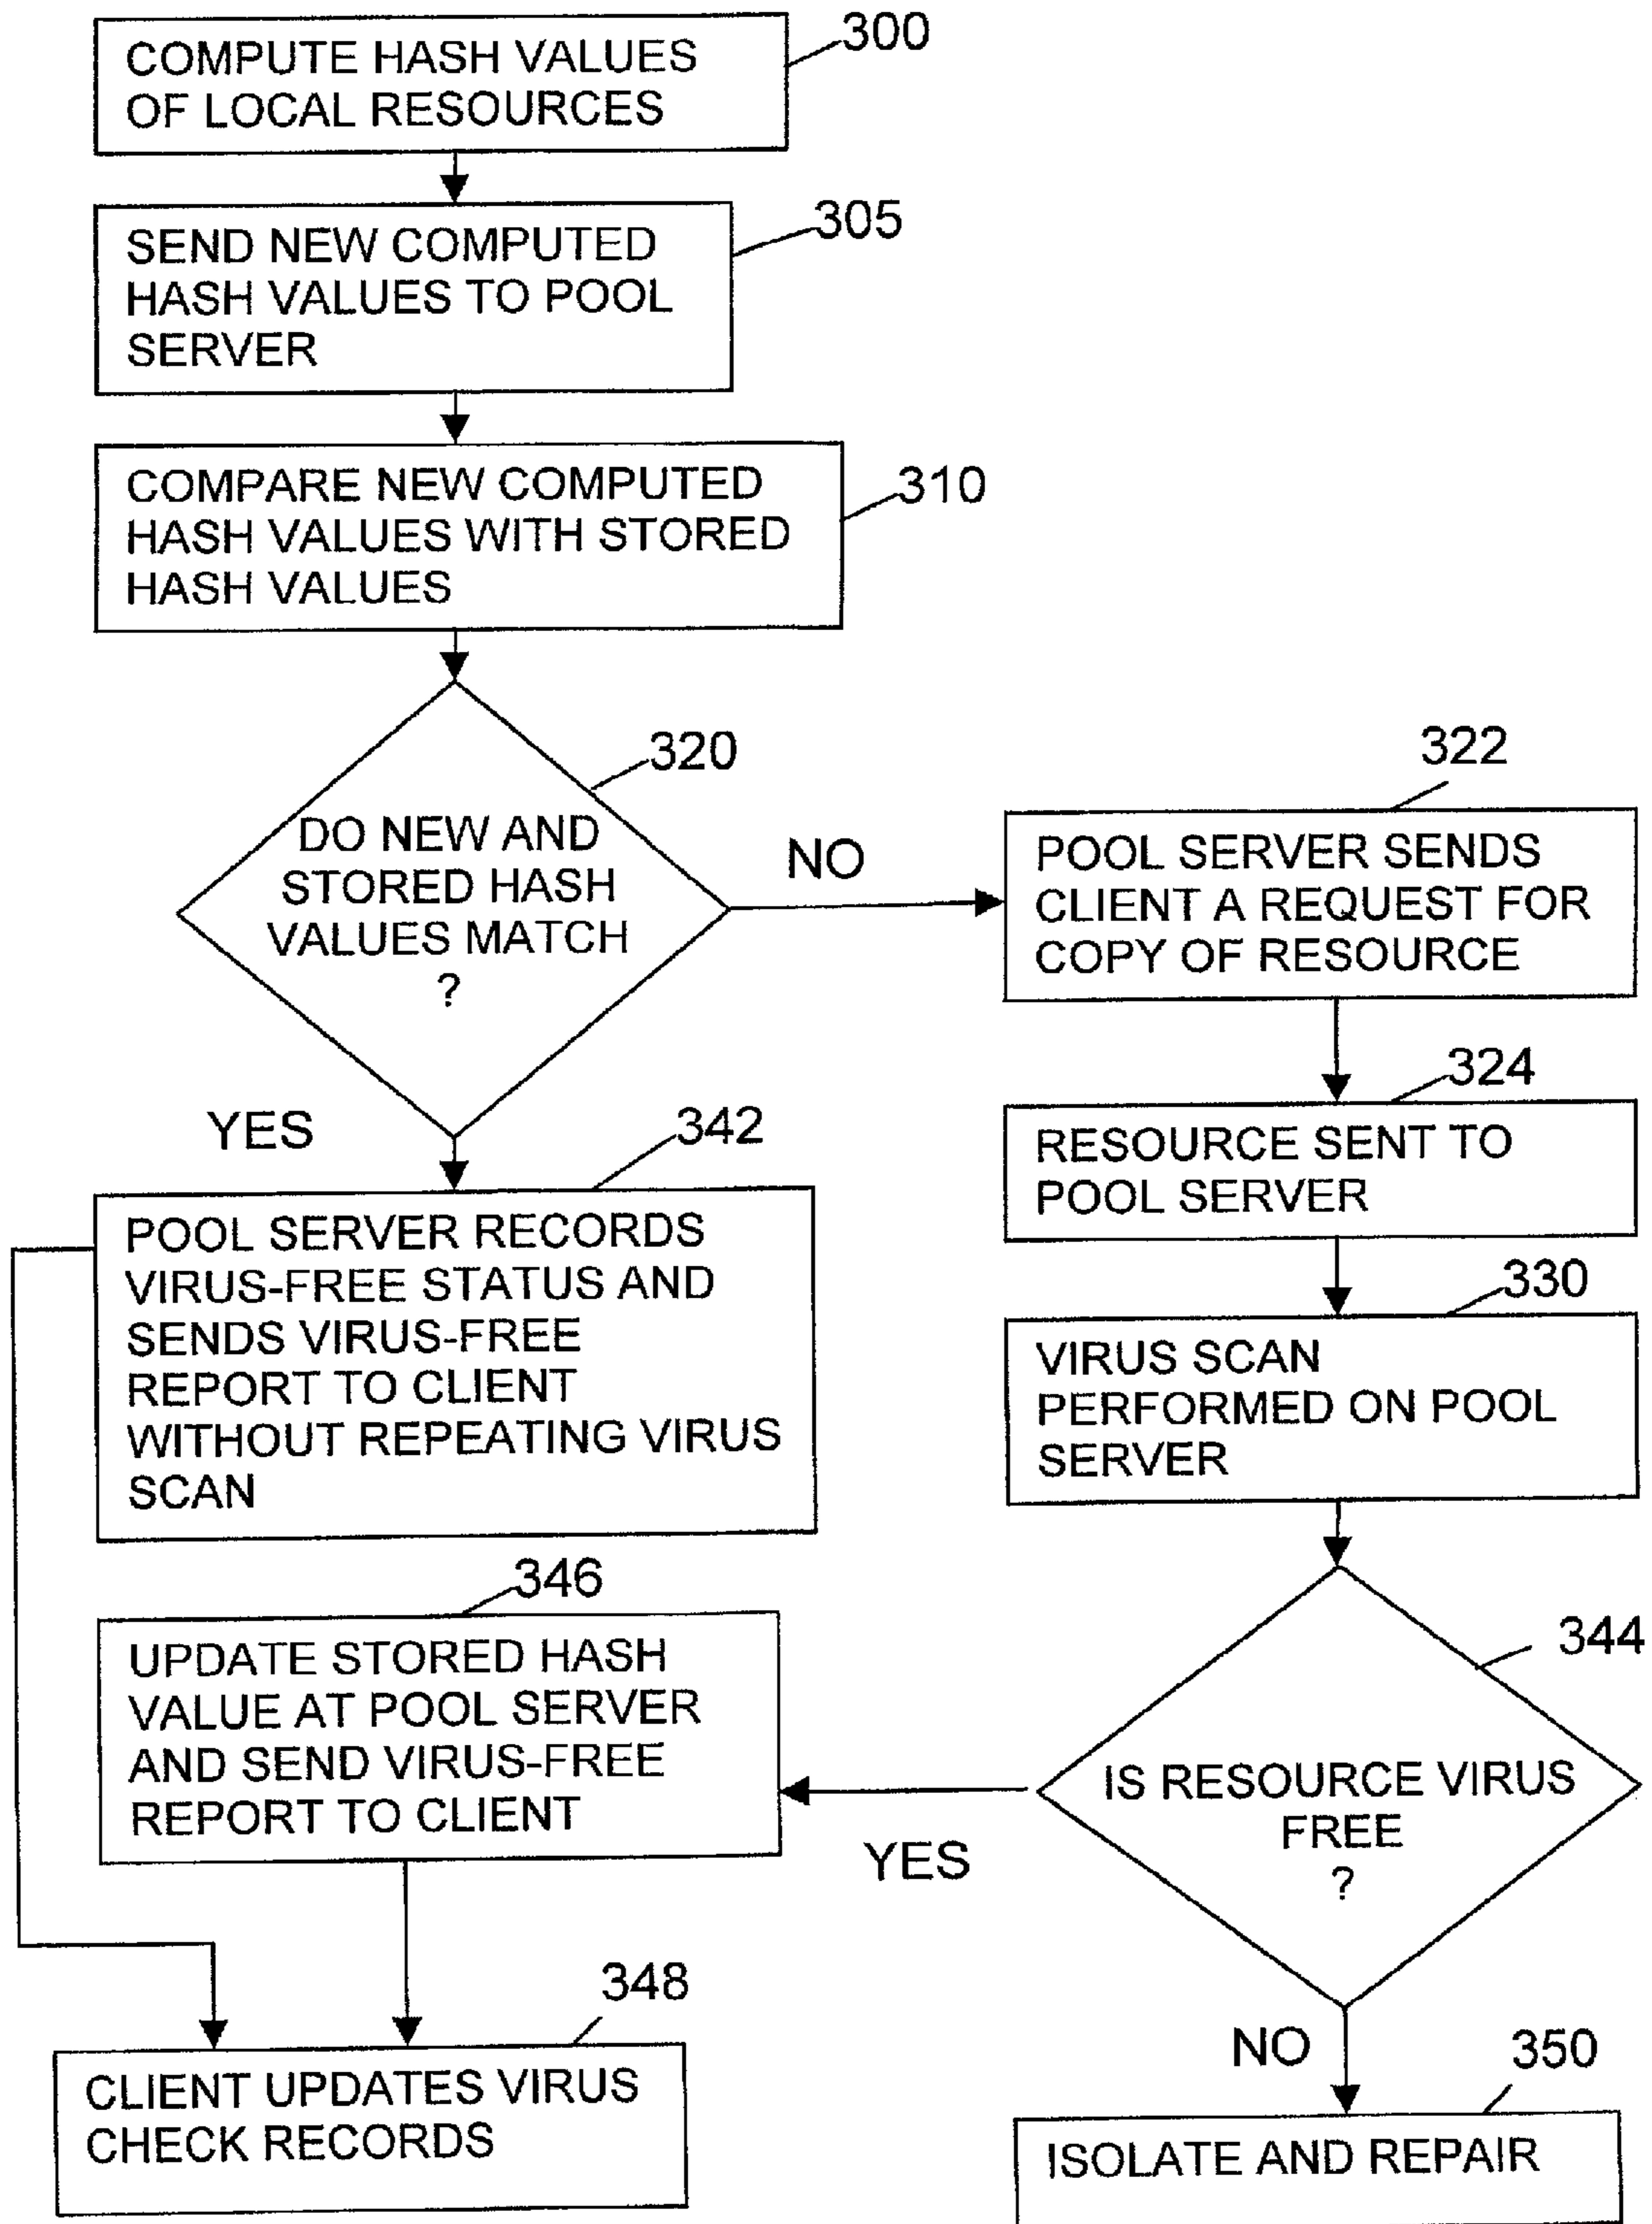 300
COMPUTE HASH VALUES
OF LOCAL RESOURCES
305
SEND NEW COMPUTED
HASH VALUES TO POOL
SERVER
310
COMPARE NEW COMPUTED
HASH VALUES WITH STORED
HASH VALUES
320
DO NEW AND
STORED HASH
VALUES MATCH
?
NO
322
POOL SERVER SENDS
CLIENT A REQUEST FOR
COPY OF RESOURCE
324
RESOURCE SENT TO
POOL SERVER
330
VIRUS SCAN
PERFORMED ON POOL
SERVER
YES
342
POOL SERVER RECORDS
VIRUS-FREE STATUS AND
SENDS VIRUS-FREE
REPORT TO CLIENT
WITHOUT REPEATING VIRUS
SCAN
344
IS RESOURCE VIRUS
FREE
?
YES
346
UPDATE STORED HASH
VALUE AT POOL SERVER
AND SEND VIRUS-FREE
REPORT TO CLIENT
348
CLIENT UPDATES VIRUS
CHECK RECORDS
NO
350
ISOLATE AND REPAIR